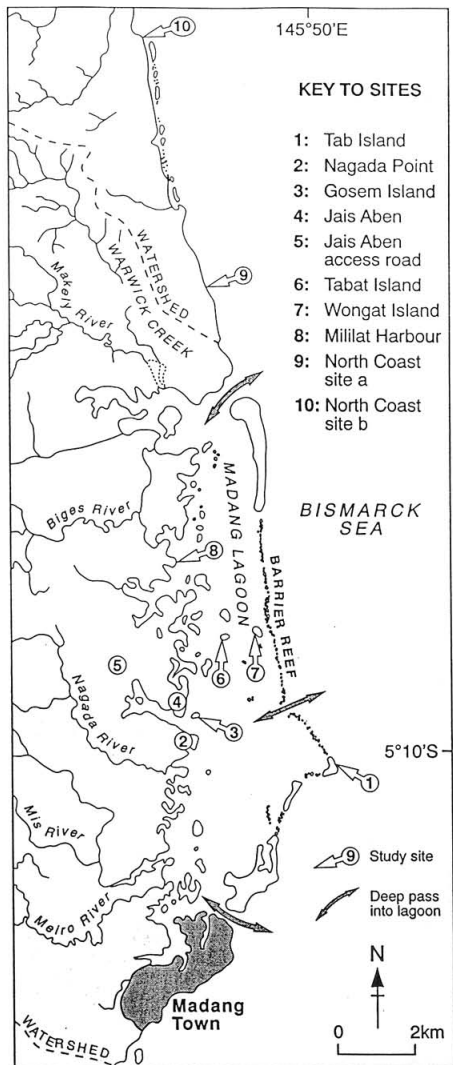 10
145°50'E
KEY TO SITES
1: Tab Island
2: Nagada Point
3: Gosem Island
4: Jais Aben
5: Jais Aben
access road
6: Tabat Island
7: Wongat Island
8: Mililat Harbour
9: North Coast
site a
10: North Coast
site b
WATERSHED
WARWICK CREEK
Makely River
9
BISMARCK
SEA
MADANG LAGOON
BARRIER REEF
Biges River
8
5
6
7
4
3
Nagada River
2
5°10'S
1
Mis River
9 Study site
Meiro River
Deep pass
into lagoon
N
Madang
Town
WATERSHED
0 2km